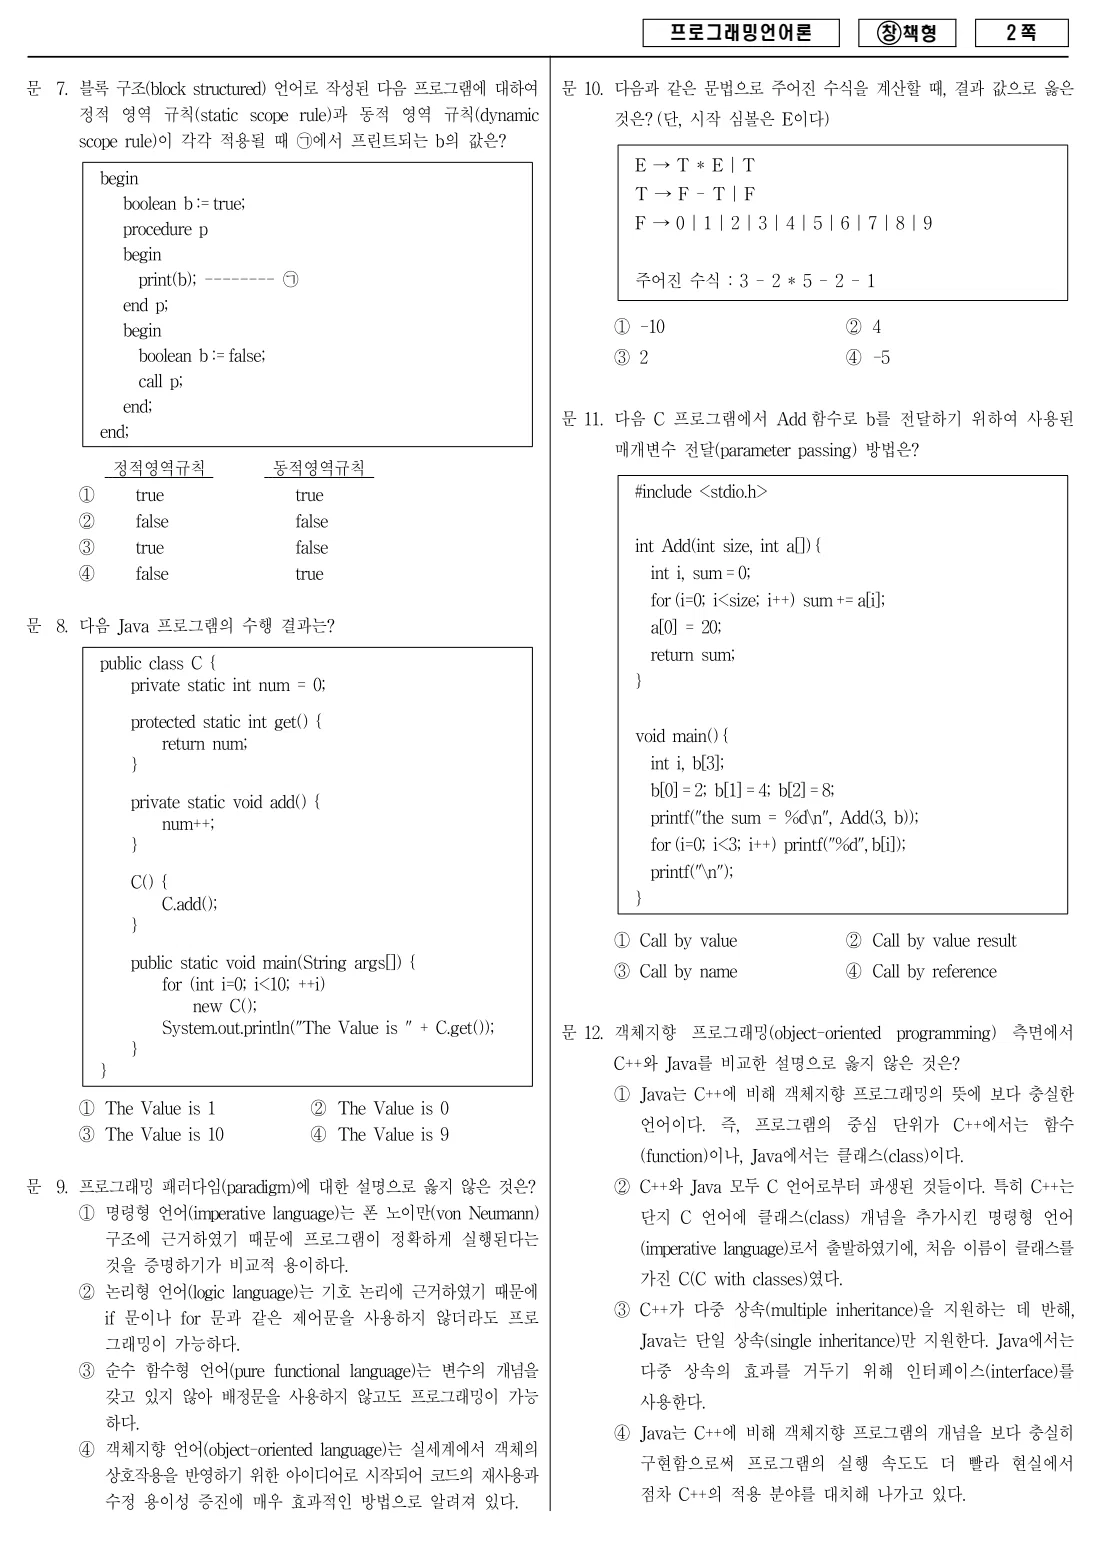 프로그래밍언어론
창책형
2쪽
문 7. 블록 구조(block structured) 언어로 작성된 다음 프로그램에 대하여
정적 영역 규칙(static scope rule)과 동적 영역 규칙(dynamic
scope rule)이 각각 적용될 때 ㉠에서 프린트되는 b의 값은?
begin
boolean b := true;
procedure p
begin
print(b); -------- ㉠
end p;
begin
boolean b := false;
call p;
end;
end;
정적영역규칙 동적영역규칙
① true true
② false false
③ true false
④ false true
문 8. 다음 Java 프로그램의 수행 결과는?
public class C {
private static int num = 0;
protected static int get() {
return num;
}
private static void add() {
num++;
}
C() {
C.add();
}
public static void main(String args[]) {
for (int i=0; i<10; ++i)
new C();
System.out.println("The Value is " + C.get());
}
}
① The Value is 1 ② The Value is 0
③ The Value is 10 ④ The Value is 9
문 9. 프로그래밍 패러다임(paradigm)에 대한 설명으로 옳지 않은 것은?
① 명령형 언어(imperative language)는 폰 노이만(von Neumann)
구조에 근거하였기 때문에 프로그램이 정확하게 실행된다는
것을 증명하기가 비교적 용이하다.
② 논리형 언어(logic language)는 기호 논리에 근거하였기 때문에
if 문이나 for 문과 같은 제어문을 사용하지 않더라도 프로
그래밍이 가능하다.
③ 순수 함수형 언어(pure functional language)는 변수의 개념을
갖고 있지 않아 배정문을 사용하지 않고도 프로그래밍이 가능
하다.
④ 객체지향 언어(object-oriented language)는 실세계에서 객체의
상호작용을 반영하기 위한 아이디어로 시작되어 코드의 재사용과
수정 용이성 증진에 매우 효과적인 방법으로 알려져 있다.
문 10. 다음과 같은 문법으로 주어진 수식을 계산할 때, 결과 값으로 옳은
것은? (단, 시작 심볼은 E이다)
E → T * E | T
T → F - T | F
F → 0 | 1 | 2 | 3 | 4 | 5 | 6 | 7 | 8 | 9
주어진 수식 : 3 - 2 * 5 - 2 - 1
① -10 ② 4
③ 2 ④ -5
문 11. 다음 C 프로그램에서 Add 함수로 b를 전달하기 위하여 사용된
매개변수 전달(parameter passing) 방법은?
#include <stdio.h>
int Add(int size, int a[]) {
int i, sum = 0;
for (i=0; i<size; i++) sum += a[i];
a[0] = 20;
return sum;
}
void main() {
int i, b[3];
b[0] = 2; b[1] = 4; b[2] = 8;
printf("the sum = %d\n", Add(3, b));
for (i=0; i<3; i++) printf("%d", b[i]);
printf("\n");
}
① Call by value ② Call by value result
③ Call by name ④ Call by reference
문 12. 객체지향 프로그래밍(object-oriented programming) 측면에서
C++와 Java를 비교한 설명으로 옳지 않은 것은?
① Java는 C++에 비해 객체지향 프로그래밍의 뜻에 보다 충실한
언어이다. 즉, 프로그램의 중심 단위가 C++에서는 함수
(function)이나, Java에서는 클래스(class)이다.
② C++와 Java 모두 C 언어로부터 파생된 것들이다. 특히 C++는
단지 C 언어에 클래스(class) 개념을 추가시킨 명령형 언어
(imperative language)로서 출발하였기에, 처음 이름이 클래스를
가진 C(C with classes)였다.
③ C++가 다중 상속(multiple inheritance)을 지원하는 데 반해,
Java는 단일 상속(single inheritance)만 지원한다. Java에서는
다중 상속의 효과를 거두기 위해 인터페이스(interface)를
사용한다.
④ Java는 C++에 비해 객체지향 프로그램의 개념을 보다 충실히
구현함으로써 프로그램의 실행 속도도 더 빨라 현실에서
점차 C++의 적용 분야를 대치해 나가고 있다.